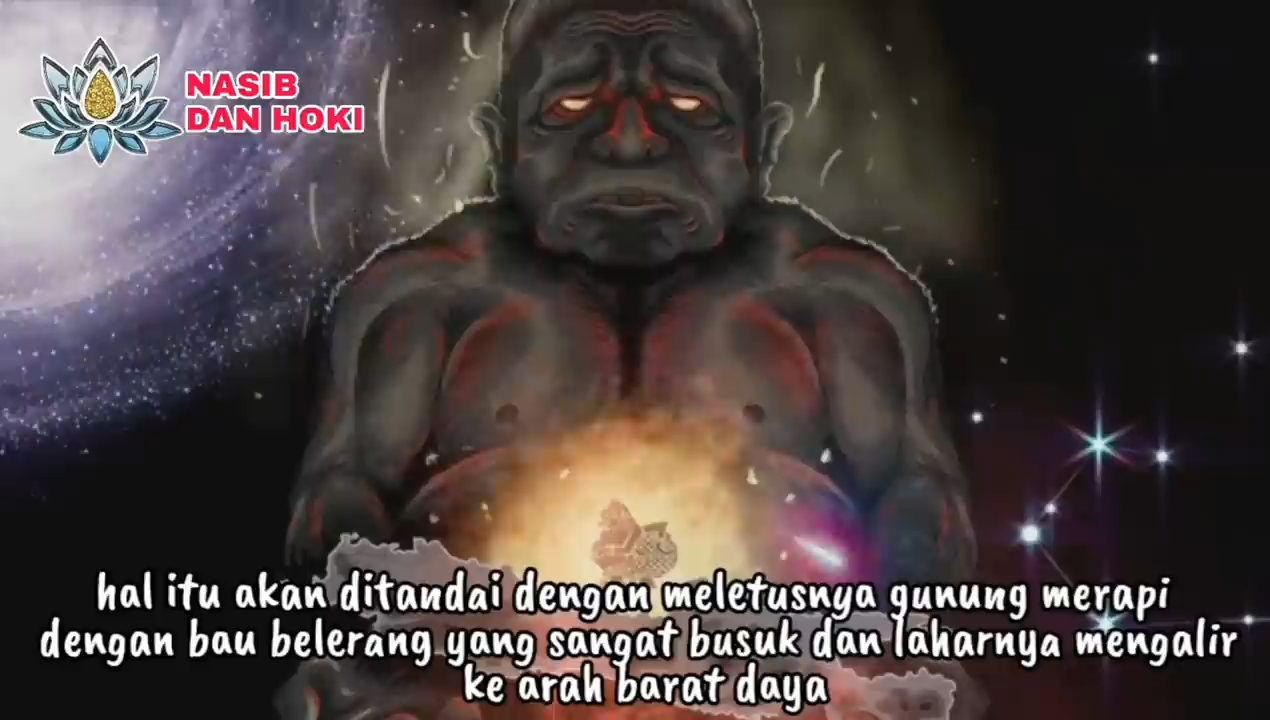 NASIB
DAN HOKI
hal itu akan ditandai dengan meletusnya gunung merapi
dengan bau belerang yang sangat busuk dan laharnya mengalir
ke arah barat daya